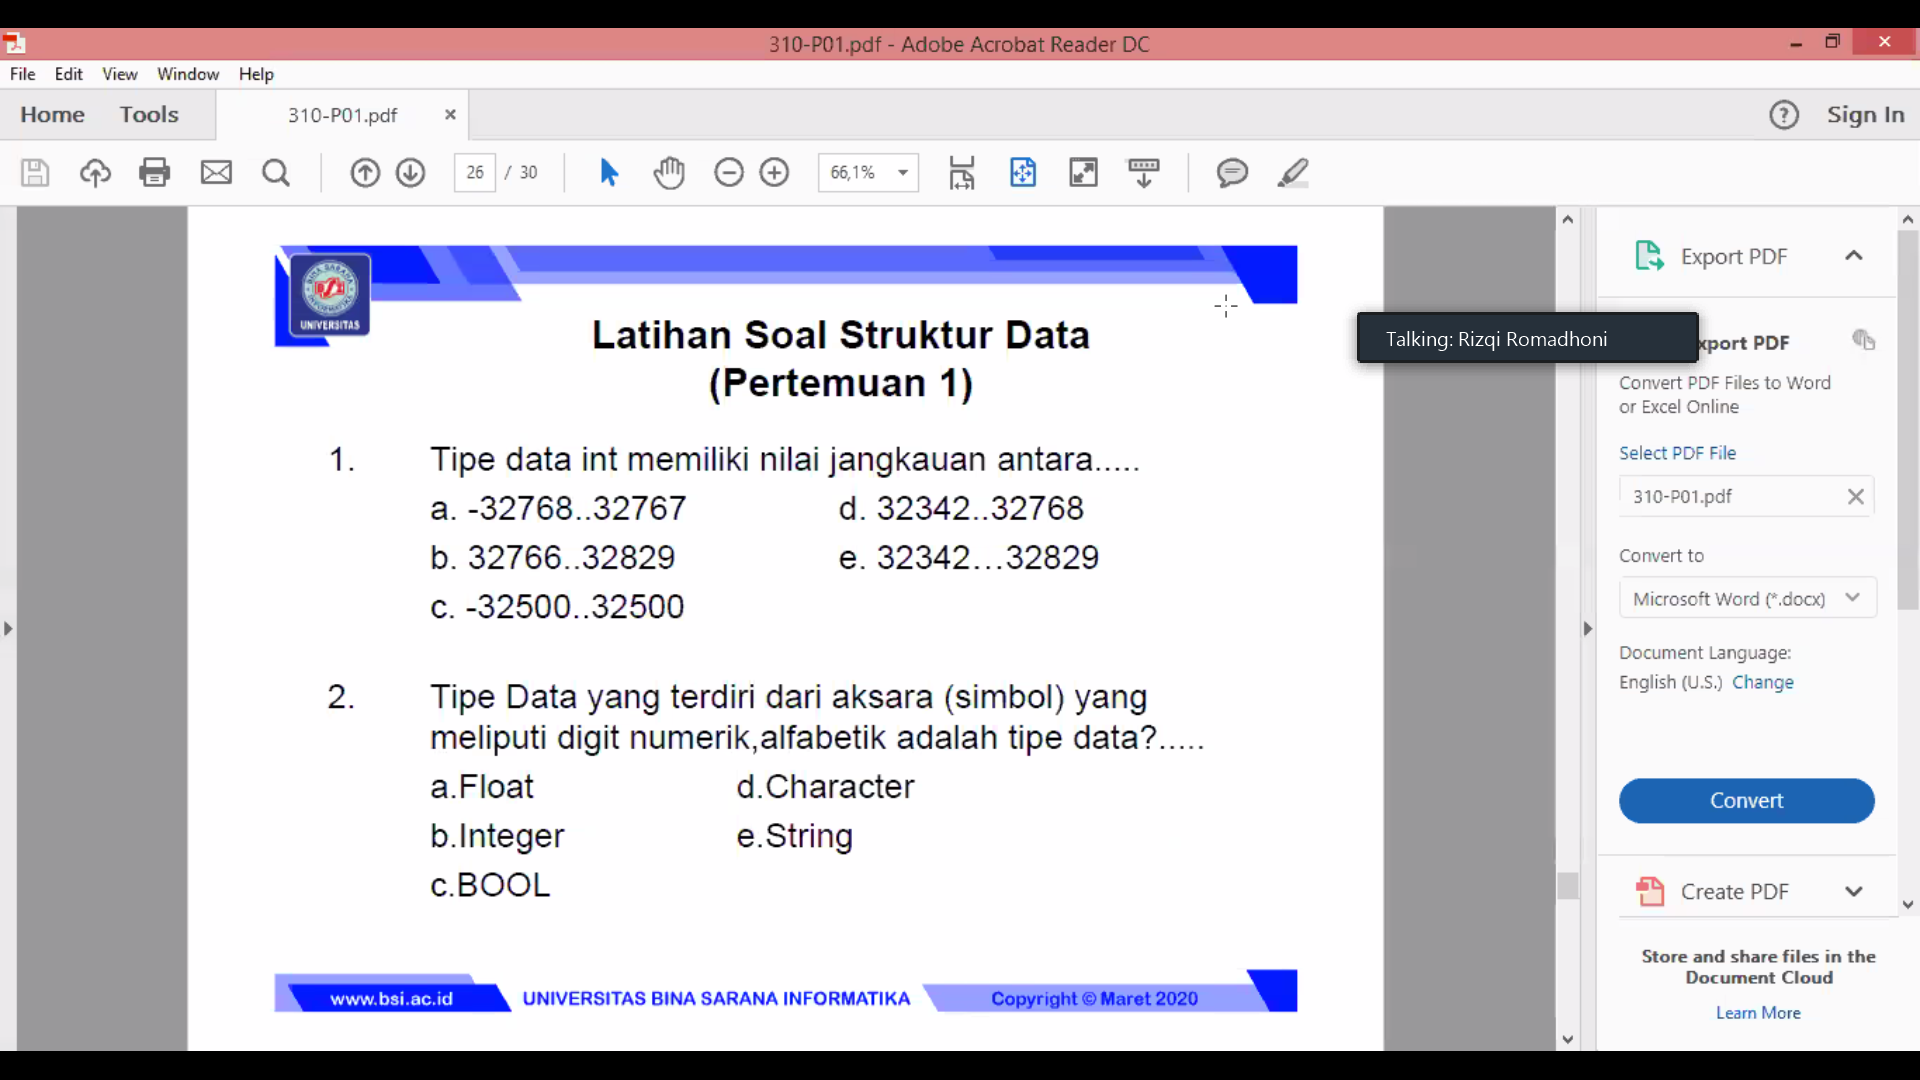 310-P01.pdf - Adobe Acrobat Reader DC
File Edit View Window Help
Home Tools 310-P01.pdf Sign In
26 / 30 66,1%
BINA SARANA INFORMATIKA
BSI
UNIVERSITAS
Latihan Soal Struktur Data
(Pertemuan 1)
1. Tipe data int memiliki nilai jangkauan antara.....
a. -32768..32767 d. 32342..32768
b. 32766..32829 e. 32342...32829
c. -32500..32500
2. Tipe Data yang terdiri dari aksara (simbol) yang
meliputi digit numerik,alfabetik adalah tipe data?.....
a.Float d.Character
b.Integer e.String
c.BOOL
www.bsi.ac.id UNIVERSITAS BINA SARANA INFORMATIKA Copyright © Maret 2020
Talking: Rizqi Romadhoni
Export PDF
xport PDF
Convert PDF Files to Word
or Excel Online
Select PDF File
310-P01.pdf
Convert to
Microsoft Word (*.docx)
Document Language:
English (U.S.) Change
Convert
Create PDF
Store and share files in the
Document Cloud
Learn More